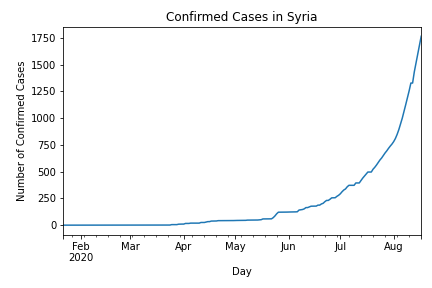 Confirmed Cases in Syria
Number of Confirmed Cases
1750
1500
1250
1000
750
500
250
0
Feb Mar Apr May Jun Jul Aug
2020
Day